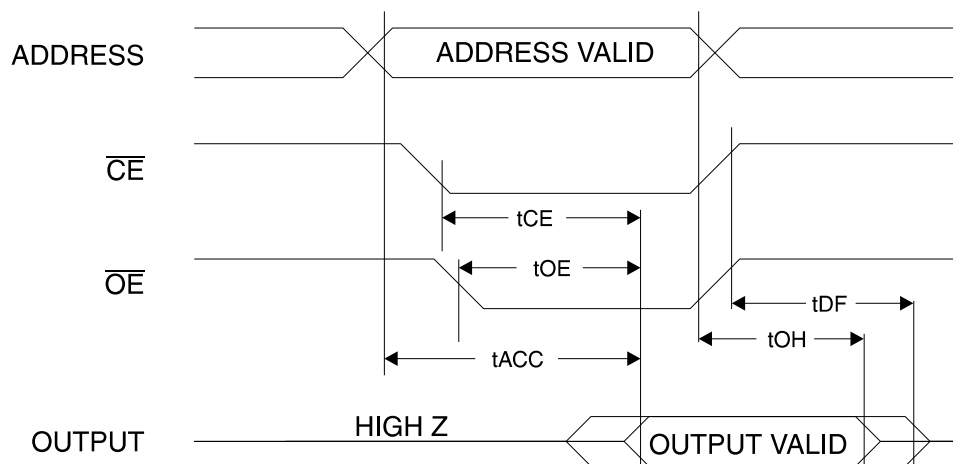 ADDRESS
ADDRESS VALID
CE
tCE
OE
tOE
tDF
tOH
tACC
HIGH Z
OUTPUT
OUTPUT VALID